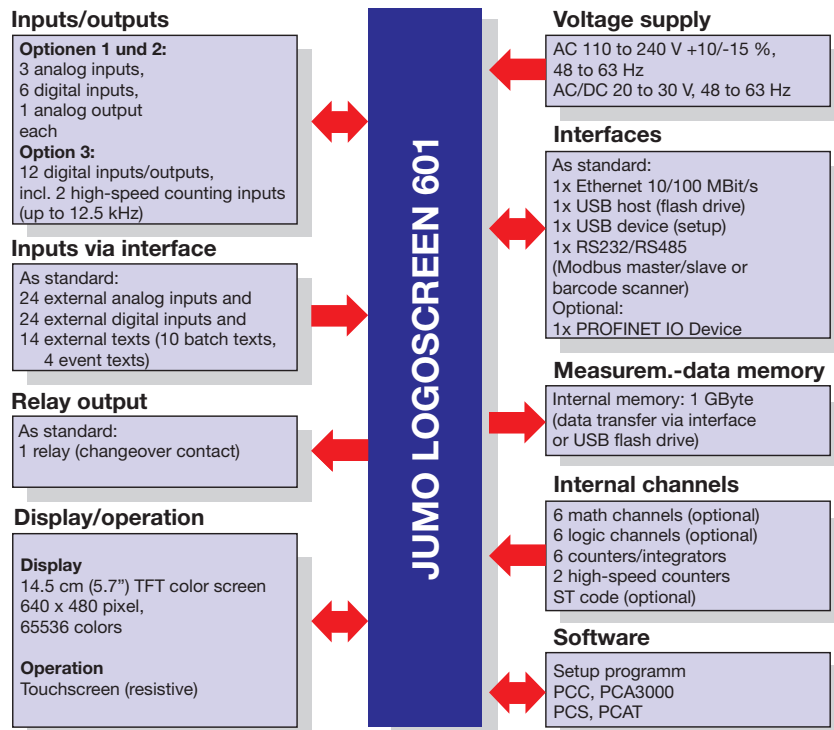 Inputs/outputs
Optionen 1 und 2:
3 analog inputs,
6 digital inputs,
1 analog output
each
Option 3:
12 digital inputs/outputs,
incl. 2 high-speed counting inputs
(up to 12.5 kHz)
Inputs via interface
As standard:
24 external analog inputs and
24 external digital inputs and
14 external texts (10 batch texts,
4 event texts)
Relay output
As standard:
1 relay (changeover contact)
Display/operation
Display
14.5 cm (5.7”) TFT color screen
640 x 480 pixel,
65536 colors
Operation
Touchscreen (resistive)
JUMO LOGOSCREEN 601
Voltage supply
AC 110 to 240 V +10/-15 %,
48 to 63 Hz
AC/DC 20 to 30 V, 48 to 63 Hz
Interfaces
As standard:
1x Ethernet 10/100 MBit/s
1x USB host (flash drive)
1x USB device (setup)
1x RS232/RS485
(Modbus master/slave or
barcode scanner)
Optional:
1x PROFINET IO Device
Measurem.-data memory
Internal memory: 1 GByte
(data transfer via interface
or USB flash drive)
Internal channels
6 math channels (optional)
6 logic channels (optional)
6 counters/integrators
2 high-speed counters
ST code (optional)
Software
Setup programm
PCC, PCA3000
PCS, PCAT